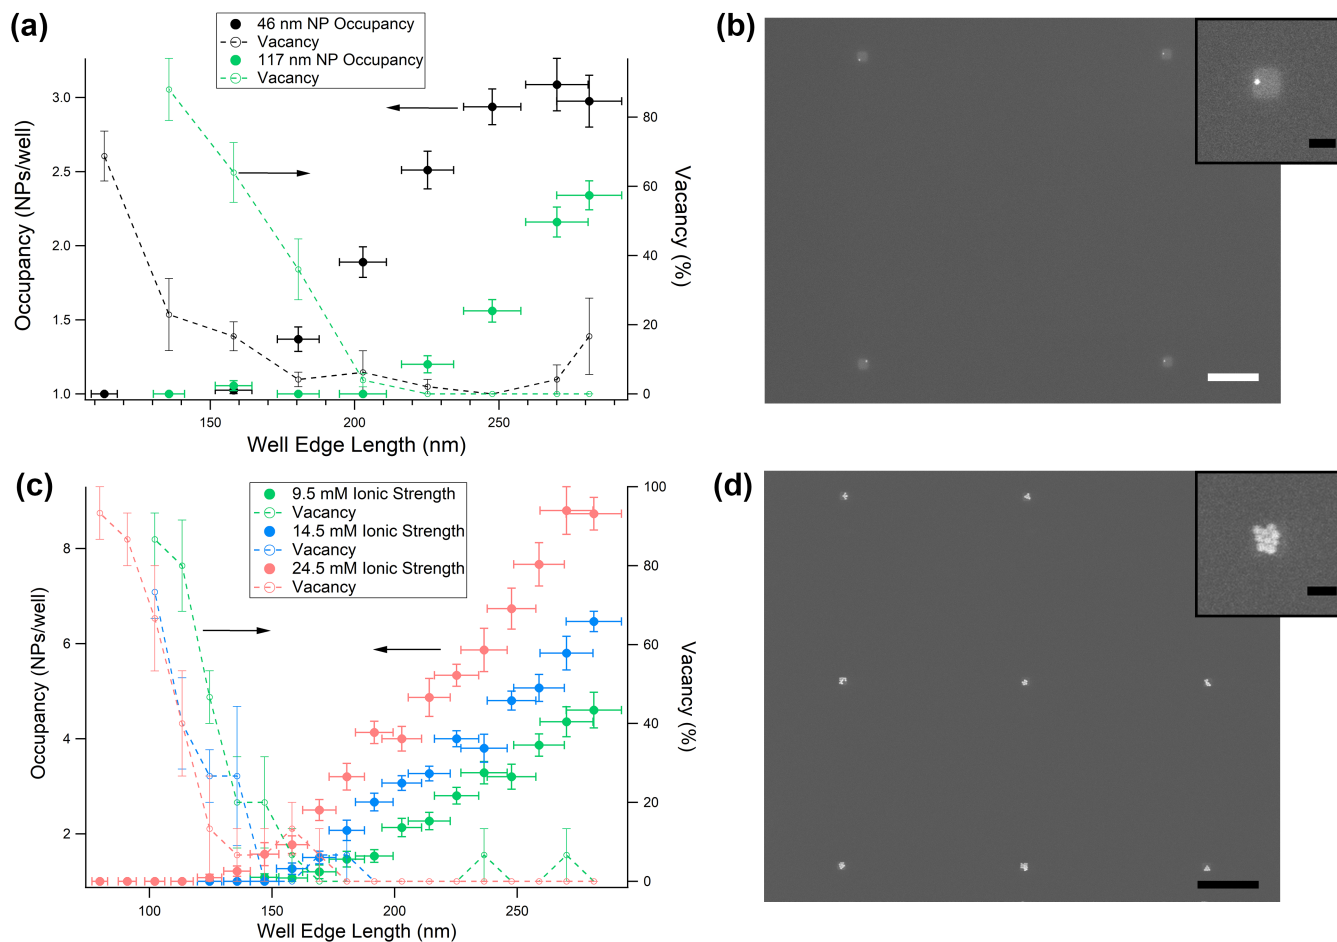 (a)
46 nm NP Occupancy
Vacancy
117 nm NP Occupancy
Vacancy
3.0
2.5
2.0
1.5
1.0
Occupancy (NPs/well)
80
60
40
20
0
Vacancy (%)
150
200
250
Well Edge Length (nm)
(b)
(c)
9.5 mM Ionic Strength
Vacancy
14.5 mM Ionic Strength
Vacancy
24.5 mM Ionic Strength
Vacancy
8
6
4
2
Occupancy (NPs/well)
100
80
60
40
20
0
Vacancy (%)
100
150
200
250
Well Edge Length (nm)
(d)